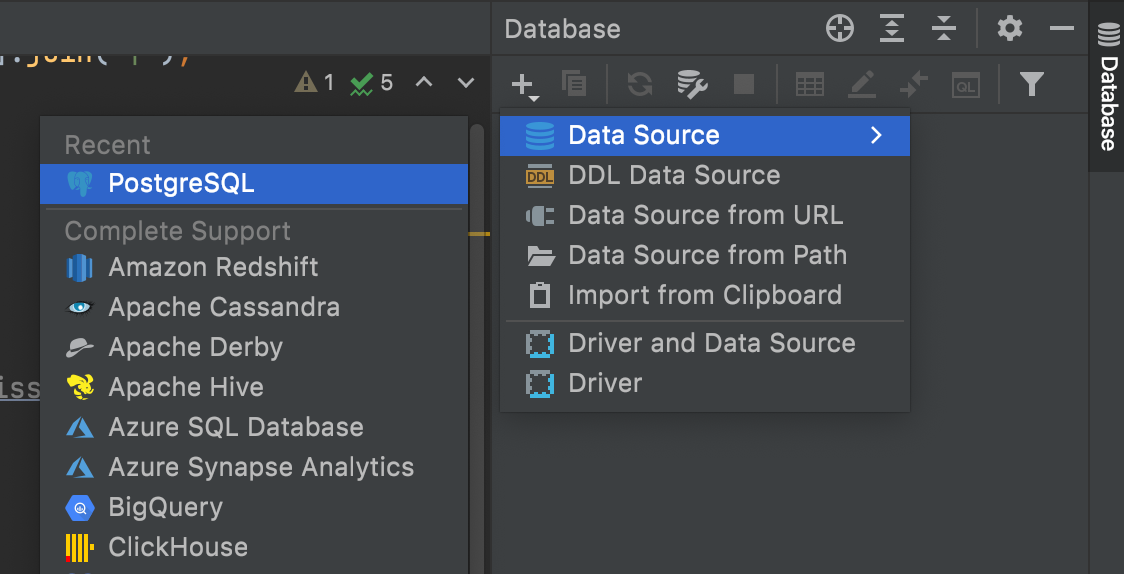 Database
.join('|');
1
5
Database
Recent
PostgreSQL
Complete Support
Amazon Redshift
Apache Cassandra
Apache Derby
Apache Hive
iss
Azure SQL Database
Azure Synapse Analytics
BigQuery
ClickHouse
QL
Data Source
DDL
DDL Data Source
Data Source from URL
Data Source from Path
Import from Clipboard
Driver and Data Source
Driver